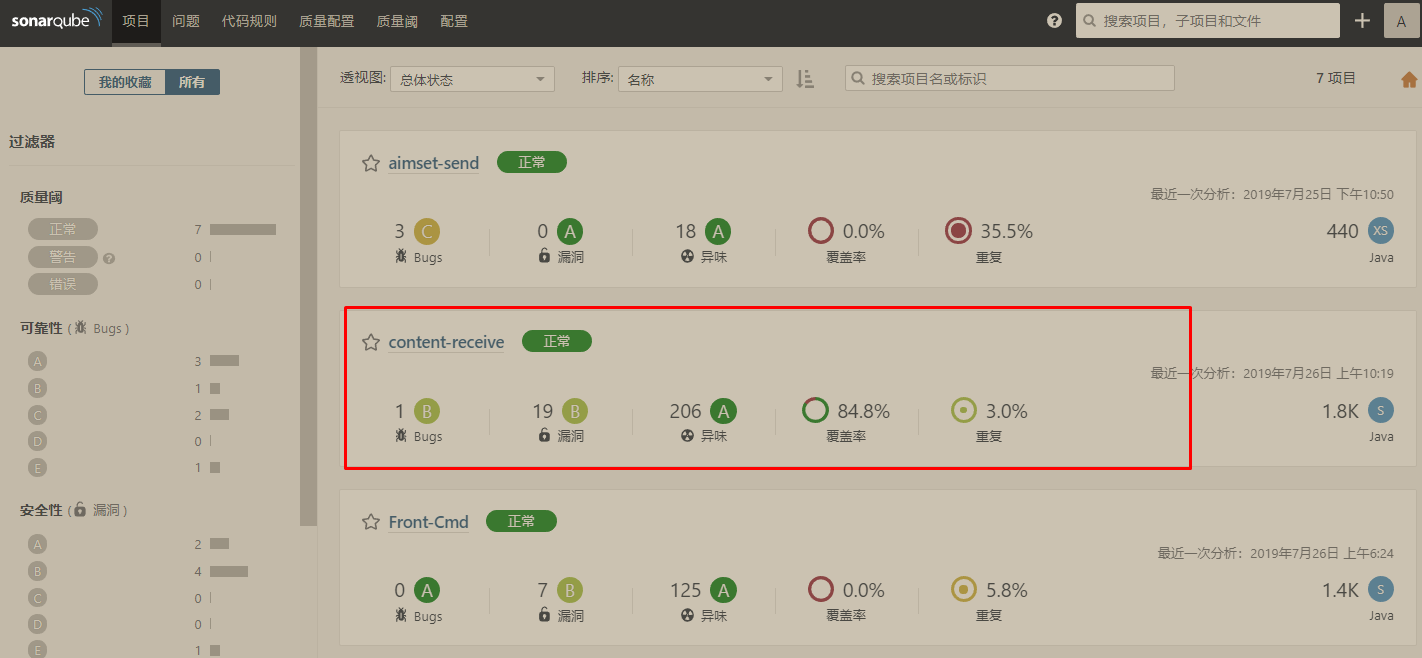 sonarqube 项目 问题 代码规则 质量配置 质量阈 配置 ? 搜索项目，子项目和文件 + A
我的收藏 所有
透视图: 总体状态 排序: 名称 搜索项目名或标识 7 项目
过滤器
质量阈
正常 7
警告 ? 0
错误 0
可靠性 ( Bugs )
A 3
B 1
C 2
D 0
E 1
安全性 ( 漏洞 )
A 2
B 4
C 0
D 0
E 1
aimset-send 正常
最近一次分析：2019年7月25日 下午10:50
3 C 0 A 18 A 0.0% 35.5% 440 XS
Bugs 漏洞 异味 覆盖率 重复 Java
content-receive 正常
最近一次分析：2019年7月26日 上午10:19
1 B 19 B 206 A 84.8% 3.0% 1.8K S
Bugs 漏洞 异味 覆盖率 重复 Java
Front-Cmd 正常
最近一次分析：2019年7月26日 上午6:24
0 A 7 B 125 A 0.0% 5.8% 1.4K S
Bugs 漏洞 异味 覆盖率 重复 Java